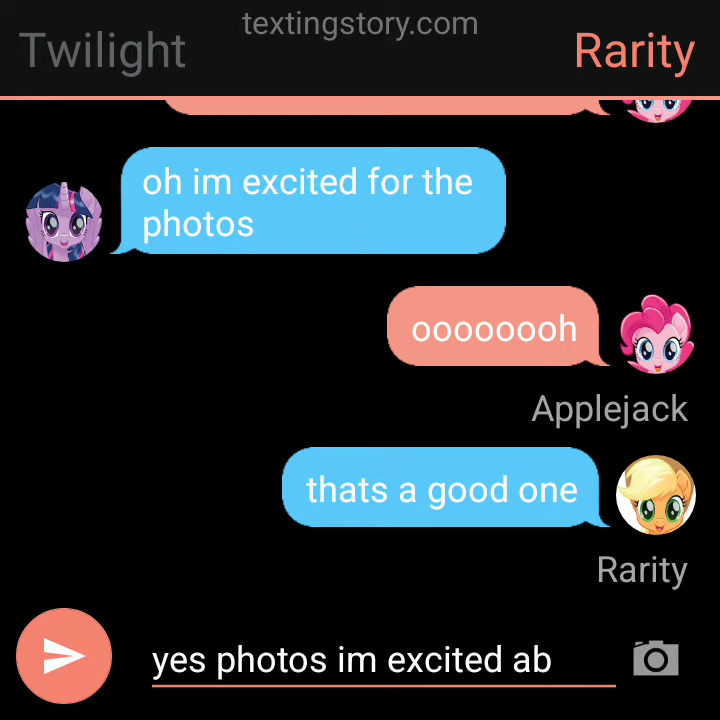 textingstory.com
Twilight
Rarity
oh im excited for the
photos
oooooooh
Applejack
thats a good one
Rarity
yes photos im excited ab